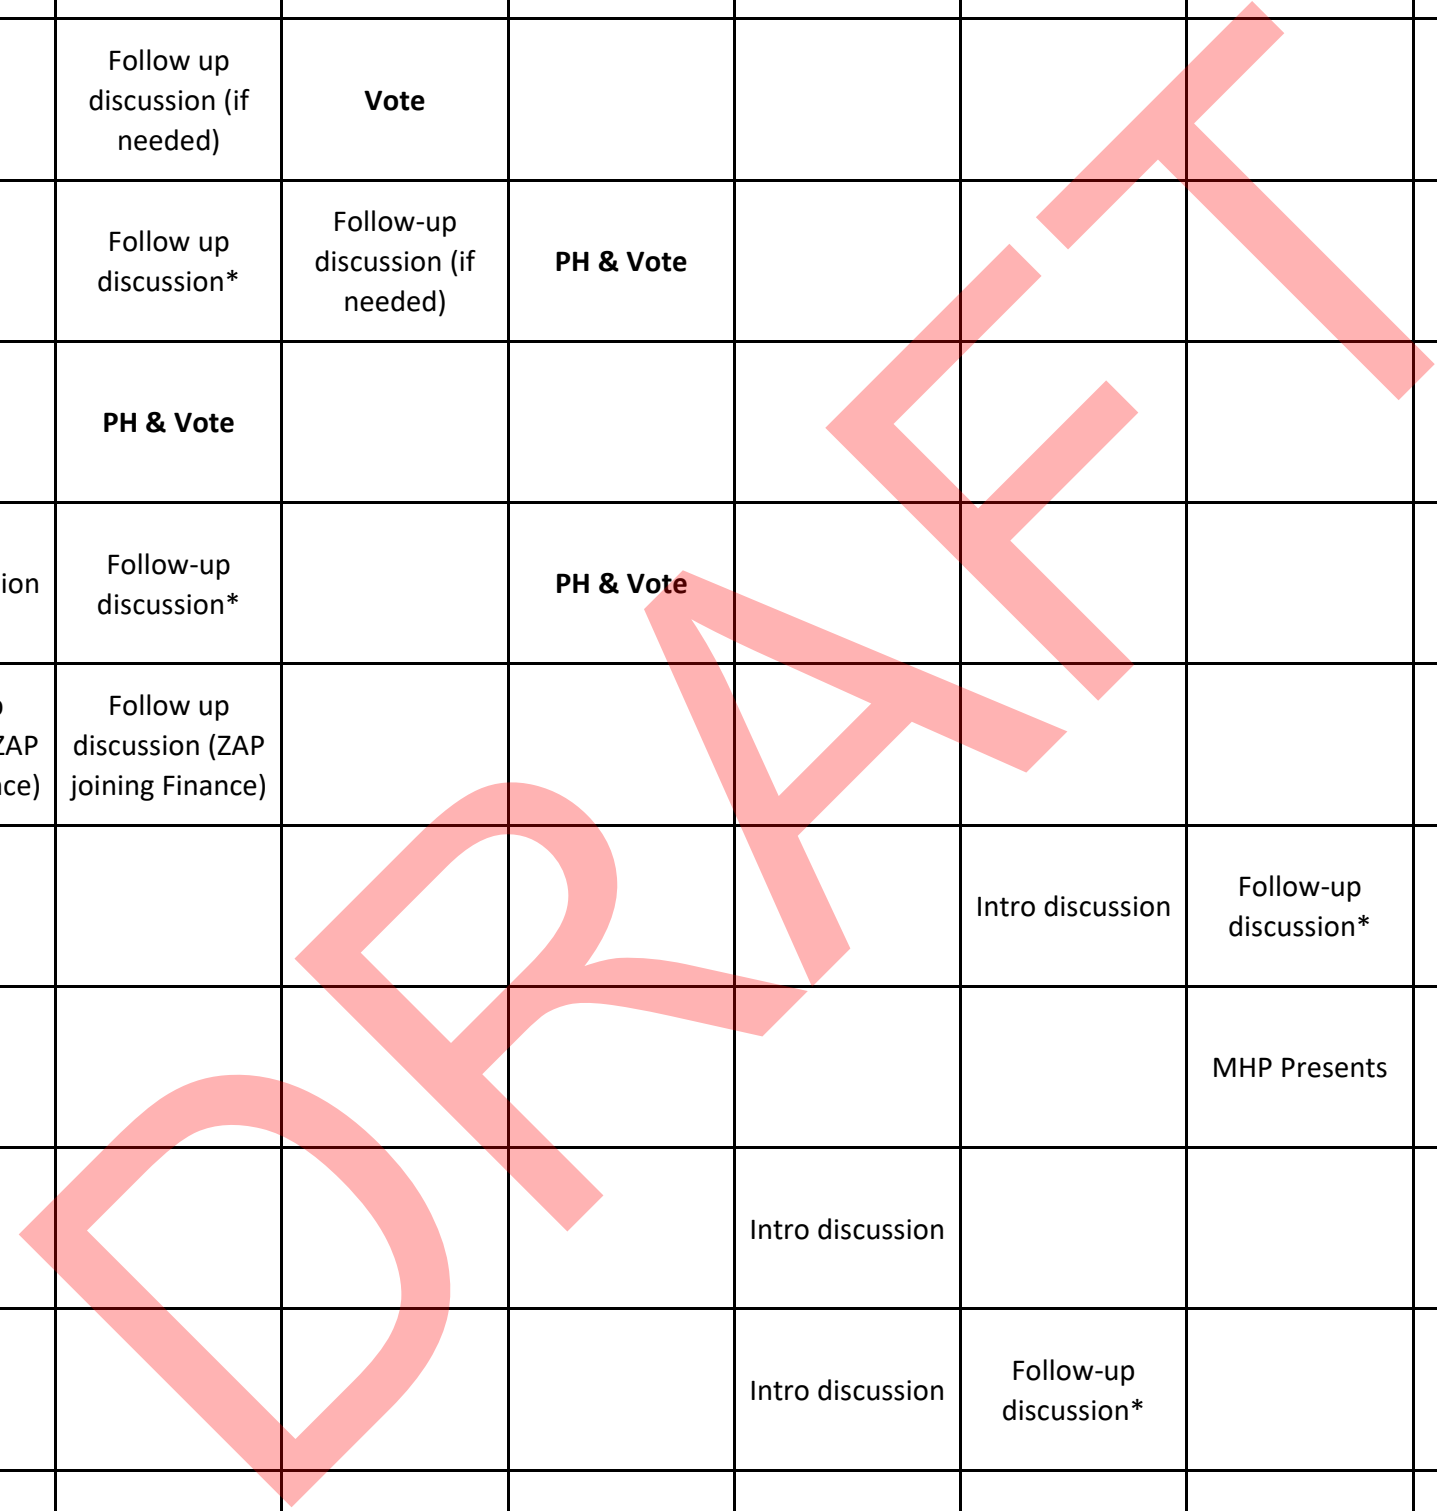 Follow up
discussion (if
needed)
Vote
Follow up
discussion*
Follow-up
discussion (if
needed)
PH & Vote
PH & Vote
ion
Follow-up
discussion*
PH & Vote
ZAP
ce)
Follow up
discussion (ZAP
joining Finance)
Intro discussion
Follow-up
discussion*
MHP Presents
Intro discussion
Intro discussion
Follow-up
discussion*
DRAFT